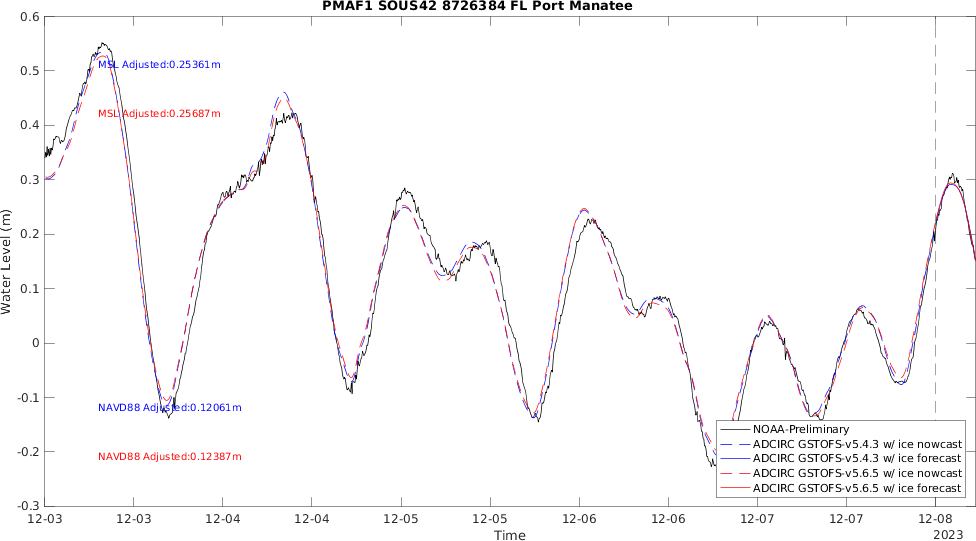 PMAF1 SOUS42 8726384 FL Port Manatee
0.6
0.5
0.4
0.3
0.2
0.1
0
-0.1
-0.2
-0.3
Water Level (m)
MSL Adjusted:0.25361m
MSL Adjusted:0.25687m
NAVD88 Adjusted:0.12061m
NAVD88 Adjusted:0.12387m
NOAA-Preliminary
ADCIRC GSTOFS-v5.4.3 w/ ice nowcast
ADCIRC GSTOFS-v5.4.3 w/ ice forecast
ADCIRC GSTOFS-v5.6.5 w/ ice nowcast
ADCIRC GSTOFS-v5.6.5 w/ ice forecast
12-03 12-03 12-04 12-04 12-05 12-05 12-06 12-06 12-07 12-07 12-08
2023
Time